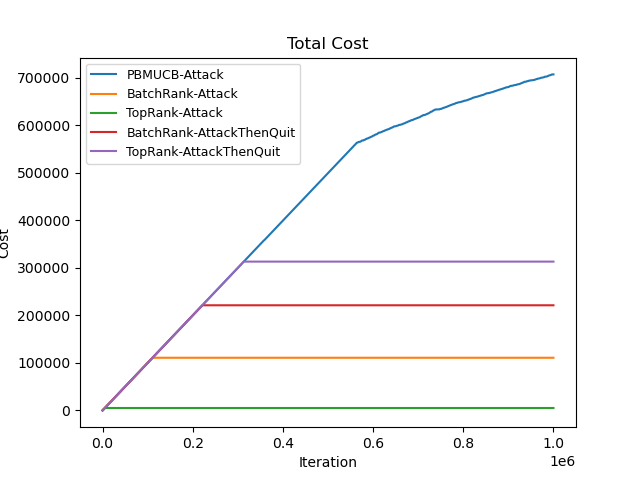 Total Cost
PBMUCB-Attack
BatchRank-Attack
TopRank-Attack
BatchRank-AttackThenQuit
TopRank-AttackThenQuit
700000
600000
500000
400000
300000
200000
100000
0
Cost
0.0 0.2 0.4 0.6 0.8 1.0
1e6
Iteration